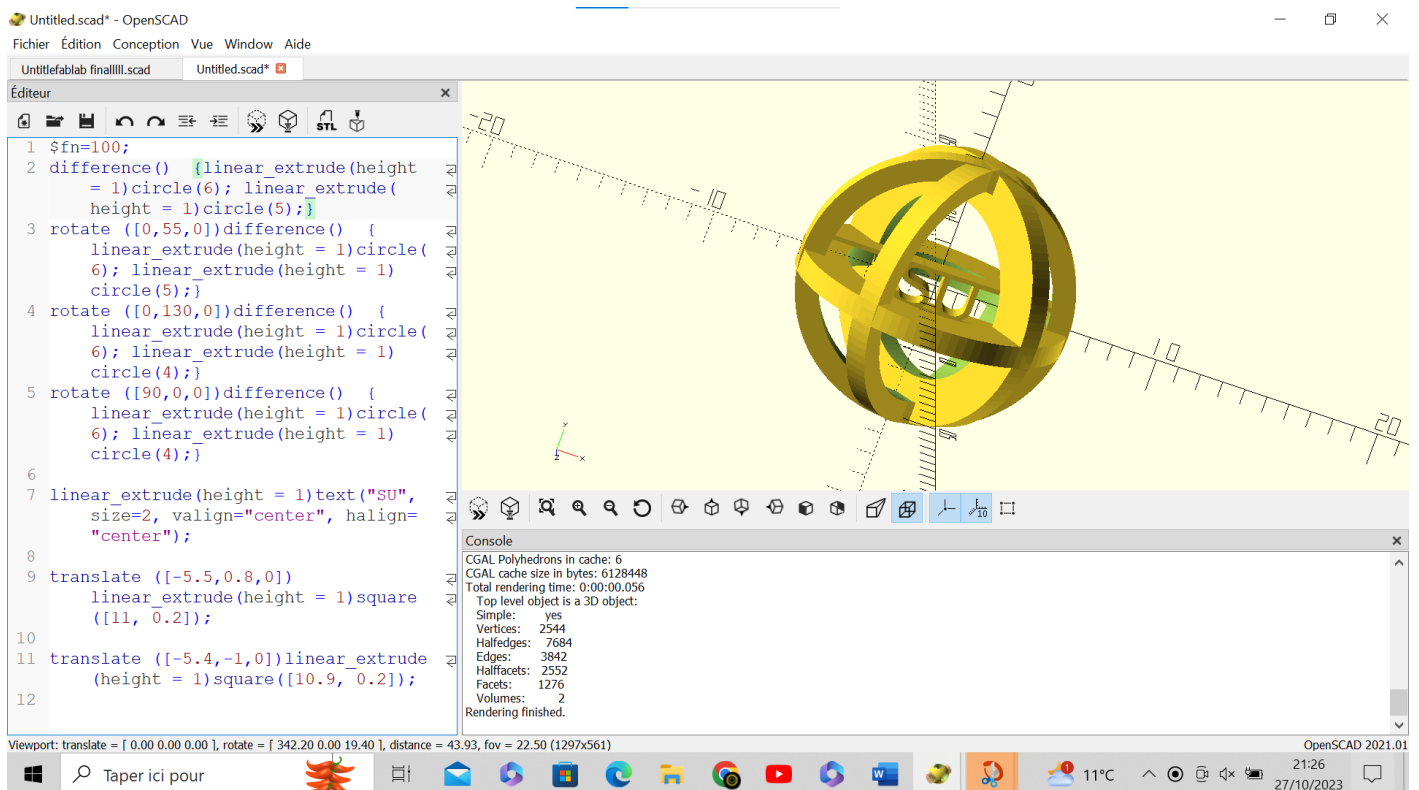 Untitled.scad* - OpenSCAD
Fichier Édition Conception Vue Window Aide
Untitlefablab finalllll.scad Untitled.scad*
Éditeur
STL
1 $fn=100;
2 difference()  {linear_extrude(height
= 1)circle(6); linear_extrude(
height = 1)circle(5);}
3 rotate ([0,55,0])difference()  {
linear_extrude(height = 1)circle(
6); linear_extrude(height = 1)
circle(5);}
4 rotate ([0,130,0])difference()  {
linear_extrude(height = 1)circle(
6); linear_extrude(height = 1)
circle(4);}
5 rotate ([90,0,0])difference()  {
linear_extrude(height = 1)circle(
6); linear_extrude(height = 1)
circle(4);}
6
7 linear_extrude(height = 1)text("SU",
size=2, valign="center", halign=
"center");
8
9 translate ([-5.5,0.8,0])
linear_extrude(height = 1)square
([11, 0.2]);
10
11 translate ([-5.4,-1,0])linear_extrude
(height = 1)square([10.9, 0.2]);
12
-20
-10
SU
10
20
x
y
z
10
Console
CGAL Polyhedrons in cache: 6
CGAL cache size in bytes: 6128448
Total rendering time: 0:00:00.056
Top level object is a 3D object:
Simple: yes
Vertices: 2544
Halfedges: 7684
Edges: 3842
Halffacets: 2552
Facets: 1276
Volumes: 2
Rendering finished.
Viewport: translate = [ 0.00 0.00 0.00 ], rotate = [ 342.20 0.00 19.40 ], distance = 43.93, fov = 22.50 (1297x561)
OpenSCAD 2021.01
Taper ici pour
1
11°C
21:26
27/10/2023